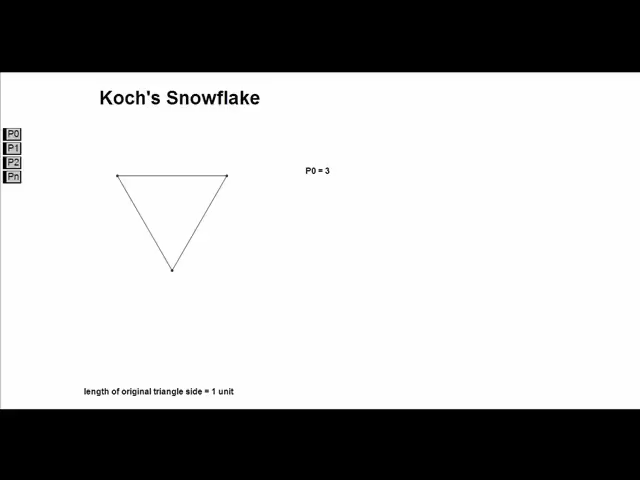 Koch's Snowflake
P0
P1
P2
Pn
P0 = 3
length of original triangle side = 1 unit